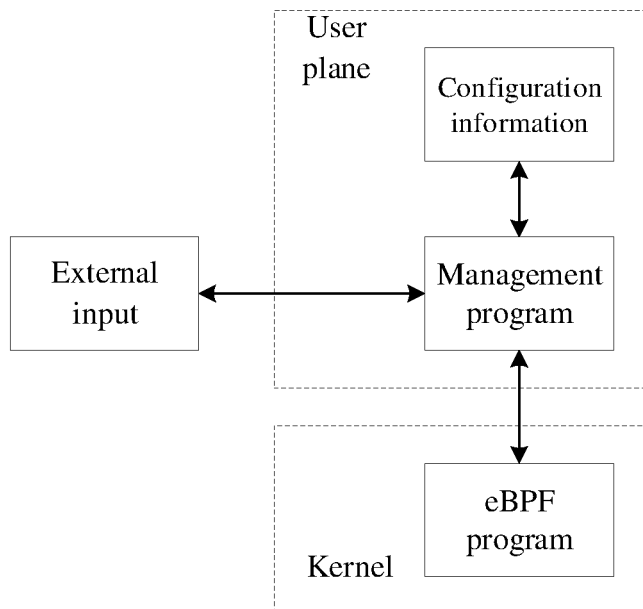 User
plane
Configuration
information
External
input
Management
program
eBPF
program
Kernel